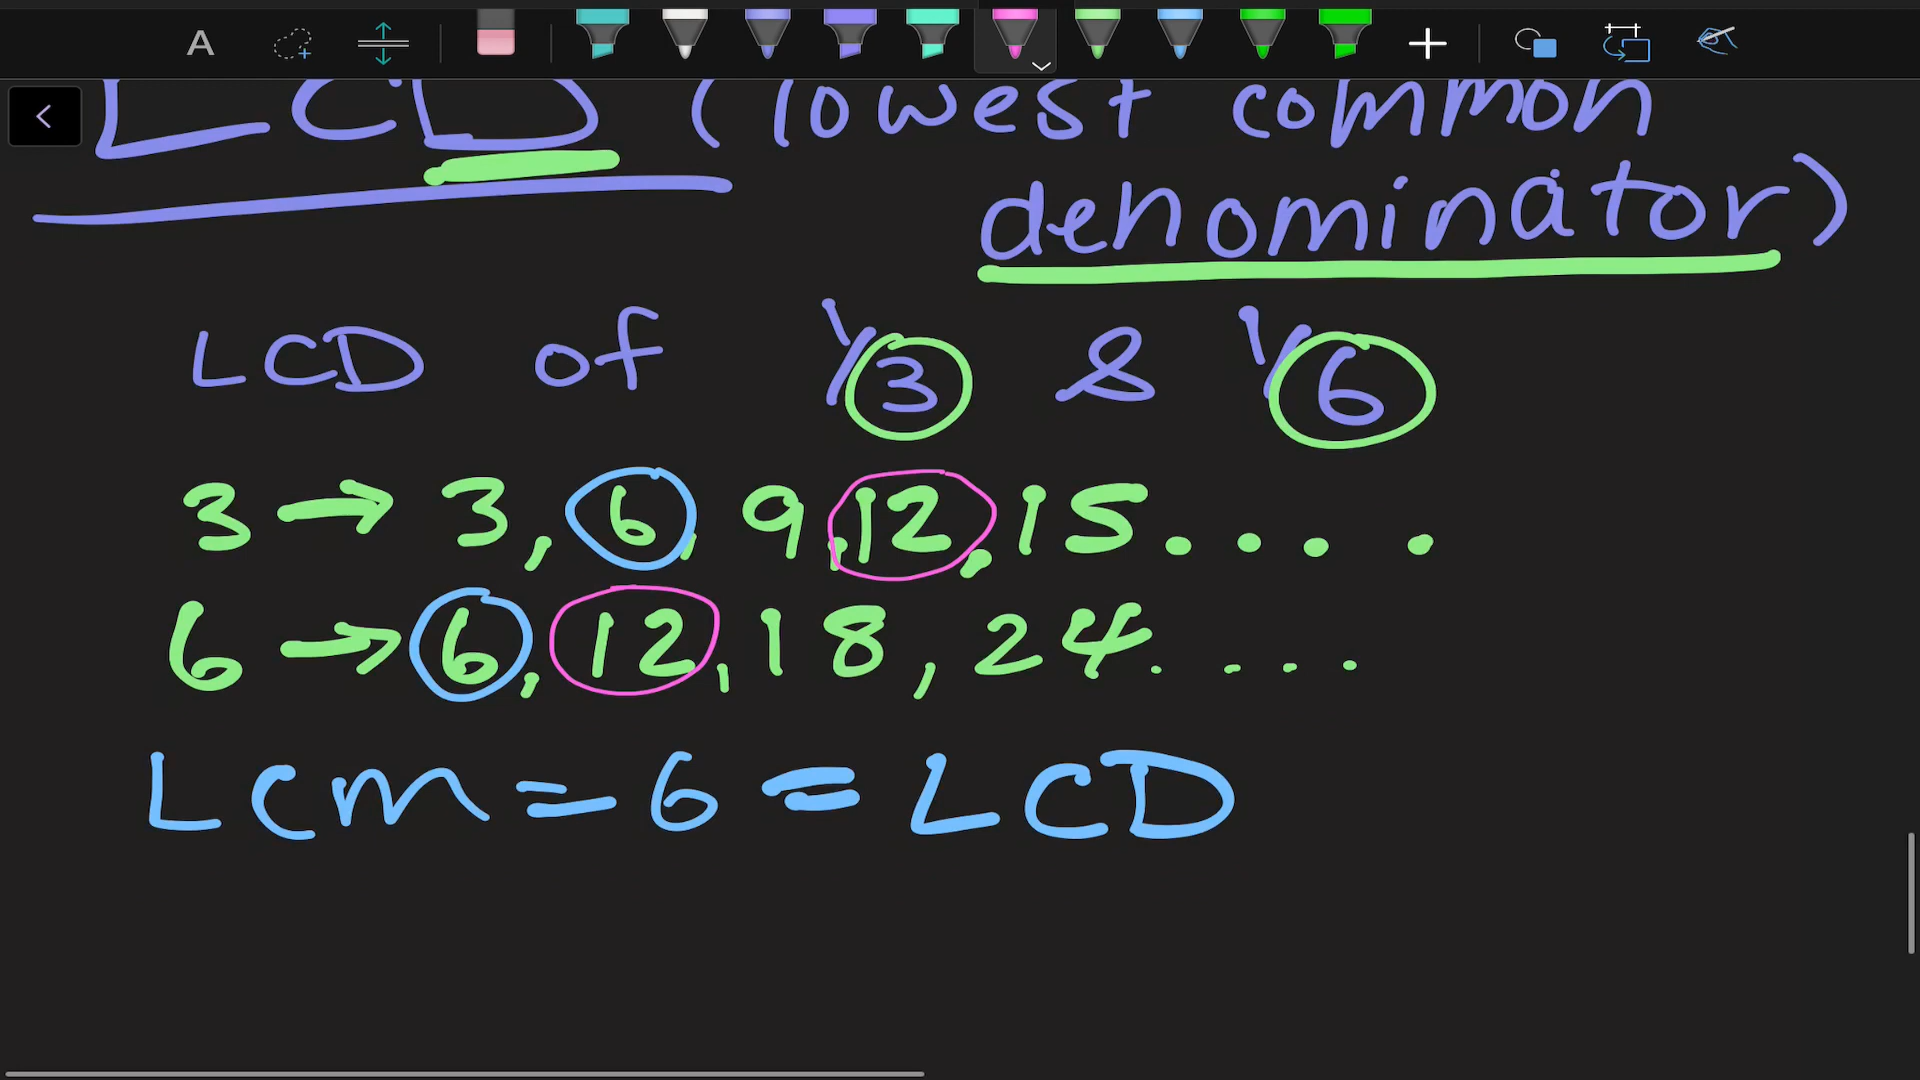 A
LCD (lowest common
denominator)
LCD of 1/3 & 1/6
3 → 3, 6, 9, 12, 15....
6 → 6, 12, 18, 24....
Lcm = 6 = LCD